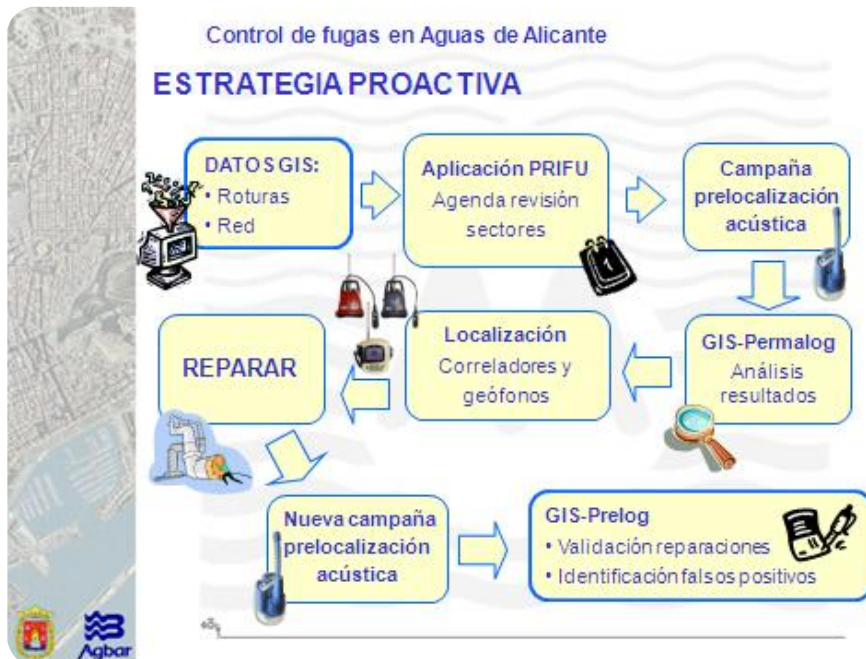 Control de fugas en Aguas de Alicante
ESTRATEGIA PROACTIVA
DATOS GIS:
• Roturas
• Red
Aplicación PRIFU
Agenda revisión
sectores
1
Campaña
prelocalización
acústica
GIS-Permalog
Análisis
resultados
Localización
Correladores y
geófonos
REPARAR
Nueva campaña
prelocalización
acústica
GIS-Prelog
• Validación reparaciones
• Identificación falsos positivos
Agbar